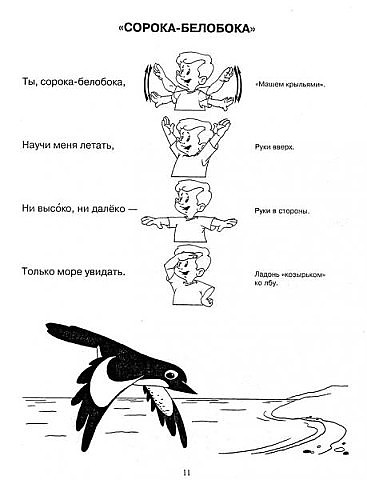 «СОРОКА-БЕЛОБОКА»
Ты, сорока-белобока,
«Машем крыльями».
Научи меня летать,
Руки вверх.
Ни высо́ко, ни далёко —
Руки в стороны.
Только море увидать.
Ладонь «козырьком»
ко лбу.
11